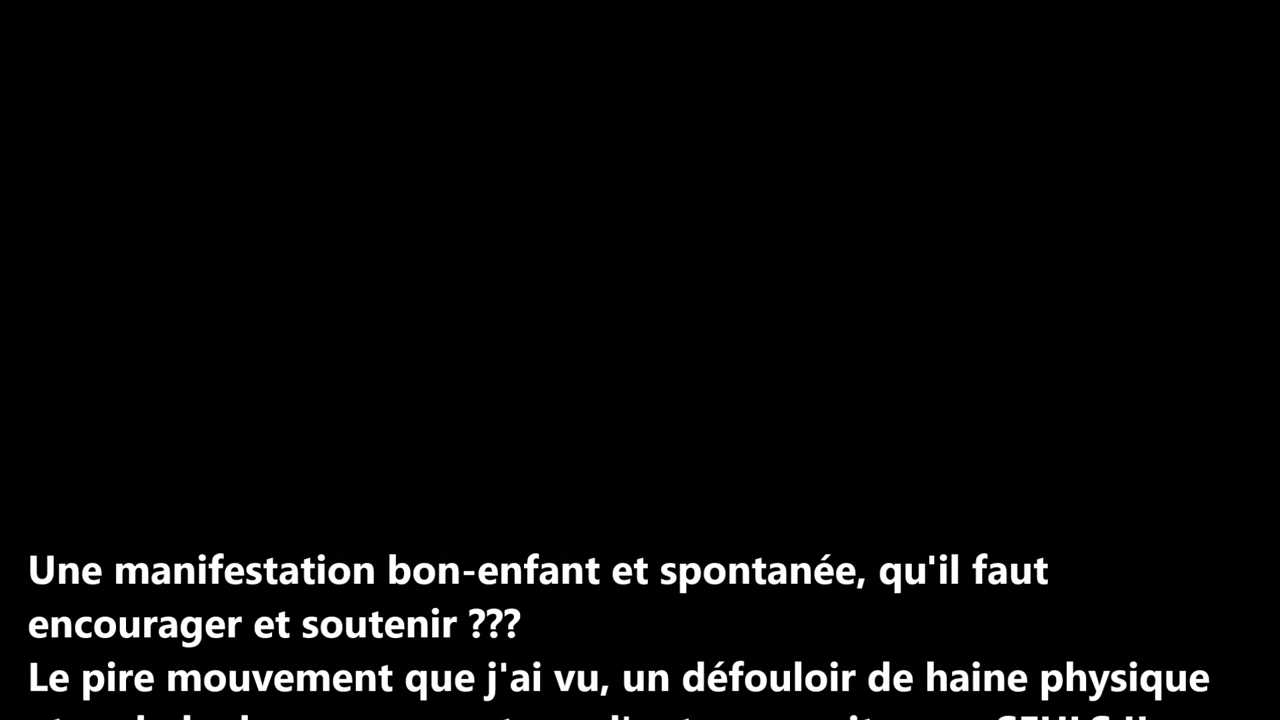 Une manifestation bon-enfant et spontanée, qu'il faut
encourager et soutenir ???
Le pire mouvement que j'ai vu, un défouloir de haine physique